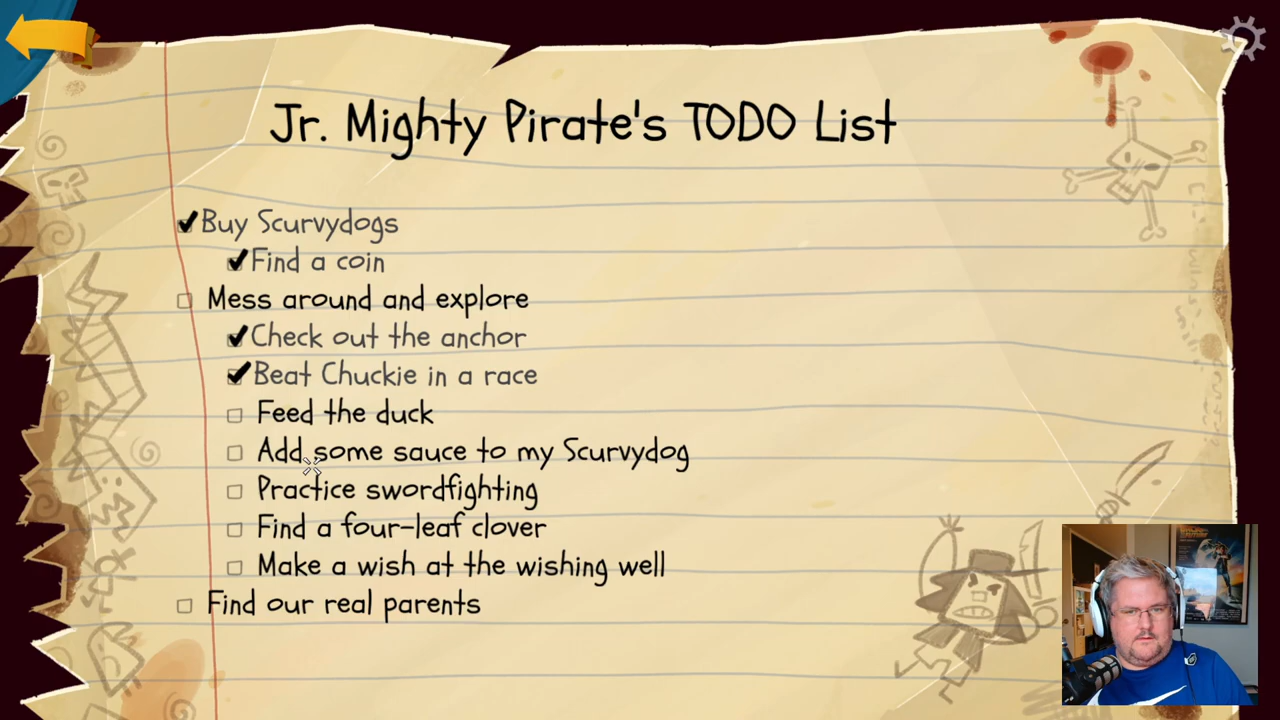 Jr. Mighty Pirate's TODO List
Buy Scurvydogs
Find a coin
Mess around and explore
Check out the anchor
Beat Chuckie in a race
Feed the duck
Add some sauce to my Scurvydog
Practice swordfighting
Find a four-leaf clover
Make a wish at the wishing well
Find our real parents